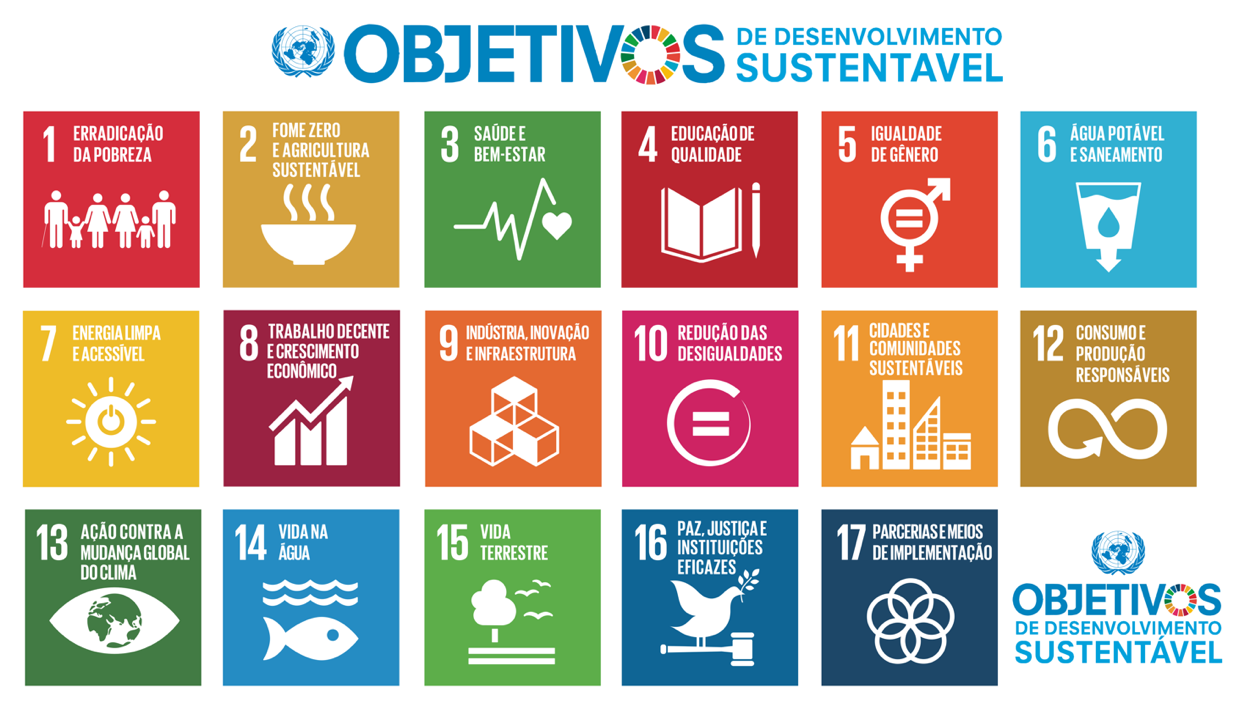 OBJETIVOS DE DESENVOLVIMENTO
SUSTENTAVEL
1 ERRADICAÇÃO
DA POBREZA
2 FOME ZERO
E AGRICULTURA
SUSTENTÁVEL
3 SAÚDE E
BEM-ESTAR
4 EDUCAÇÃO DE
QUALIDADE
5 IGUALDADE
DE GÊNERO
6 ÁGUA POTÁVEL
E SANEAMENTO
7 ENERGIA LIMPA
E ACESSÍVEL
8 TRABALHO DECENTE
E CRESCIMENTO
ECONÔMICO
9 INDÚSTRIA, INOVAÇÃO
E INFRAESTRUTURA
10 REDUÇÃO DAS
DESIGUALDADES
11 CIDADES E
COMUNIDADES
SUSTENTÁVEIS
12 CONSUMO E
PRODUÇÃO
RESPONSÁVEIS
13 AÇÃO CONTRA A
MUDANÇA GLOBAL
DO CLIMA
14 VIDA NA
ÁGUA
15 VIDA
TERRESTRE
16 PAZ, JUSTIÇA E
INSTITUIÇÕES
EFICAZES
17 PARCERIAS E MEIOS
DE IMPLEMENTAÇÃO
OBJETIVOS
DE DESENVOLVIMENTO
SUSTENTÁVEL